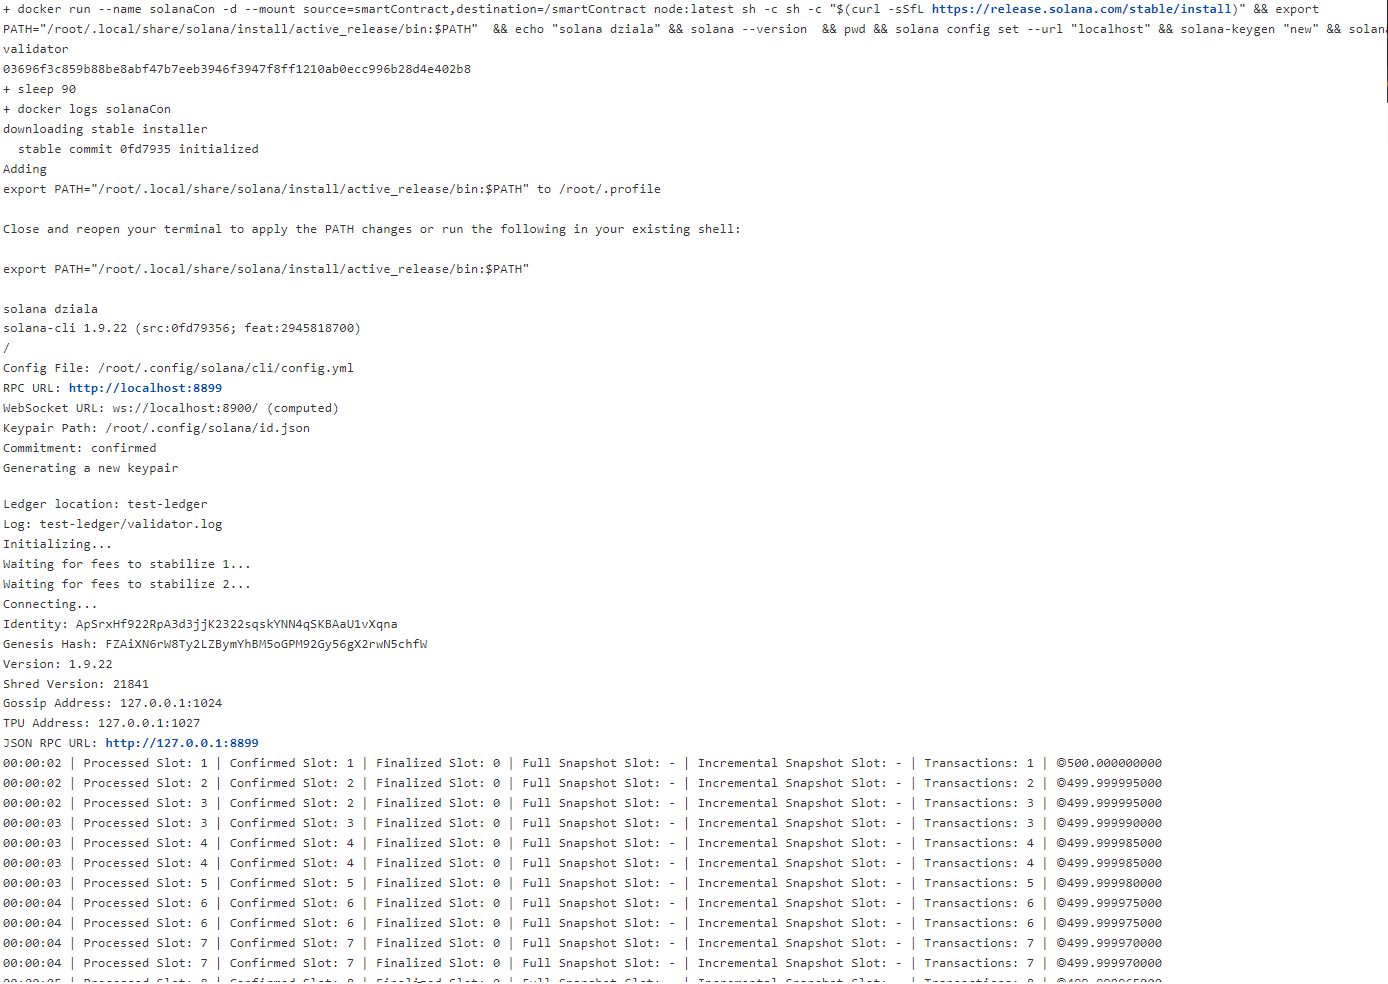 + docker run --name solanaCon -d --mount source=smartContract,destination=/smartContract node:latest sh -c sh -c "$(curl -sSfL https://release.solana.com/stable/install)" && export
PATH="/root/.local/share/solana/install/active_release/bin:$PATH"  && echo "solana dziala" && solana --version  && pwd && solana config set --url "localhost" && solana-keygen "new" && solana
validator
03696f3c859b88be8abf47b7eeb3946f3947f8ff1210ab0ecc996b28d4e402b8
+ sleep 90
+ docker logs solanaCon
downloading stable installer
  stable commit 0fd7935 initialized
Adding
export PATH="/root/.local/share/solana/install/active_release/bin:$PATH" to /root/.profile
Close and reopen your terminal to apply the PATH changes or run the following in your existing shell:
export PATH="/root/.local/share/solana/install/active_release/bin:$PATH"
solana dziala
solana-cli 1.9.22 (src:0fd79356; feat:2945818700)
/
Config File: /root/.config/solana/cli/config.yml
RPC URL: http://localhost:8899
WebSocket URL: ws://localhost:8900/ (computed)
Keypair Path: /root/.config/solana/id.json
Commitment: confirmed
Generating a new keypair
Ledger location: test-ledger
Log: test-ledger/validator.log
Initializing...
Waiting for fees to stabilize 1...
Waiting for fees to stabilize 2...
Connecting...
Identity: ApSrxHf922RpA3d3jjK2322sqskYNN4qSKBAaU1vXqna
Genesis Hash: FZAiXN6rW8Ty2LZBymYhBM5oGPM92Gy56gX2rwN5chfW
Version: 1.9.22
Shred Version: 21841
Gossip Address: 127.0.0.1:1024
TPU Address: 127.0.0.1:1027
JSON RPC URL: http://127.0.0.1:8899
00:00:02 | Processed Slot: 1 | Confirmed Slot: 1 | Finalized Slot: 0 | Full Snapshot Slot: - | Incremental Snapshot Slot: - | Transactions: 1 | ◎500.000000000
00:00:02 | Processed Slot: 2 | Confirmed Slot: 2 | Finalized Slot: 0 | Full Snapshot Slot: - | Incremental Snapshot Slot: - | Transactions: 2 | ◎499.999995000
00:00:02 | Processed Slot: 3 | Confirmed Slot: 2 | Finalized Slot: 0 | Full Snapshot Slot: - | Incremental Snapshot Slot: - | Transactions: 3 | ◎499.999995000
00:00:03 | Processed Slot: 3 | Confirmed Slot: 3 | Finalized Slot: 0 | Full Snapshot Slot: - | Incremental Snapshot Slot: - | Transactions: 3 | ◎499.999990000
00:00:03 | Processed Slot: 4 | Confirmed Slot: 4 | Finalized Slot: 0 | Full Snapshot Slot: - | Incremental Snapshot Slot: - | Transactions: 4 | ◎499.999985000
00:00:03 | Processed Slot: 4 | Confirmed Slot: 4 | Finalized Slot: 0 | Full Snapshot Slot: - | Incremental Snapshot Slot: - | Transactions: 4 | ◎499.999985000
00:00:03 | Processed Slot: 5 | Confirmed Slot: 5 | Finalized Slot: 0 | Full Snapshot Slot: - | Incremental Snapshot Slot: - | Transactions: 5 | ◎499.999980000
00:00:04 | Processed Slot: 6 | Confirmed Slot: 6 | Finalized Slot: 0 | Full Snapshot Slot: - | Incremental Snapshot Slot: - | Transactions: 6 | ◎499.999975000
00:00:04 | Processed Slot: 6 | Confirmed Slot: 6 | Finalized Slot: 0 | Full Snapshot Slot: - | Incremental Snapshot Slot: - | Transactions: 6 | ◎499.999975000
00:00:04 | Processed Slot: 7 | Confirmed Slot: 7 | Finalized Slot: 0 | Full Snapshot Slot: - | Incremental Snapshot Slot: - | Transactions: 7 | ◎499.999970000
00:00:04 | Processed Slot: 7 | Confirmed Slot: 7 | Finalized Slot: 0 | Full Snapshot Slot: - | Incremental Snapshot Slot: - | Transactions: 7 | ◎499.999970000